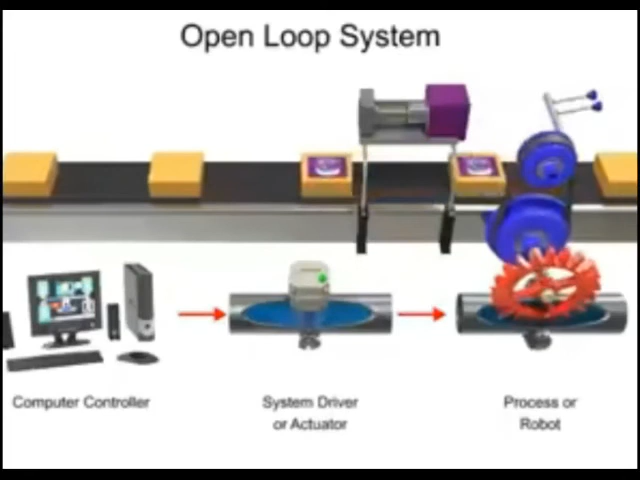 Open Loop System
Computer Controller
System Driver
or Actuator
Process or
Robot